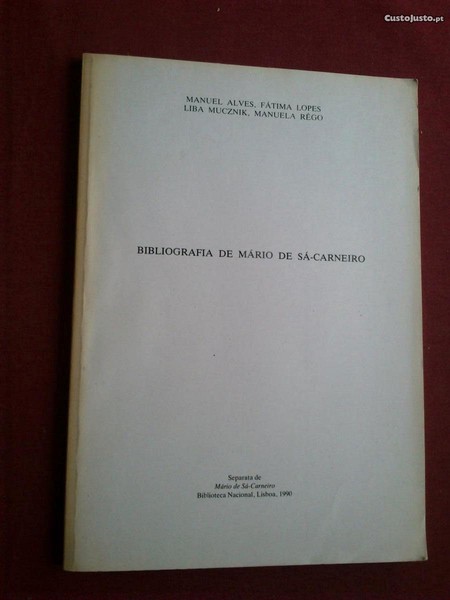 CustoJusto.pt
MANUEL ALVES, FÁTIMA LOPES
LIBA MUCZNIK, MANUELA RÊGO
BIBLIOGRAFIA DE MÁRIO DE SÁ-CARNEIRO
Separata de
Mário de Sá-Carneiro
Biblioteca Nacional, Lisboa, 1990